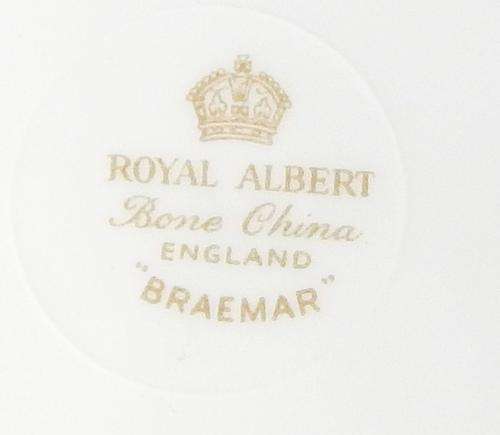 ROYAL ALBERT
Bone China
ENGLAND
"BRAEMAR"